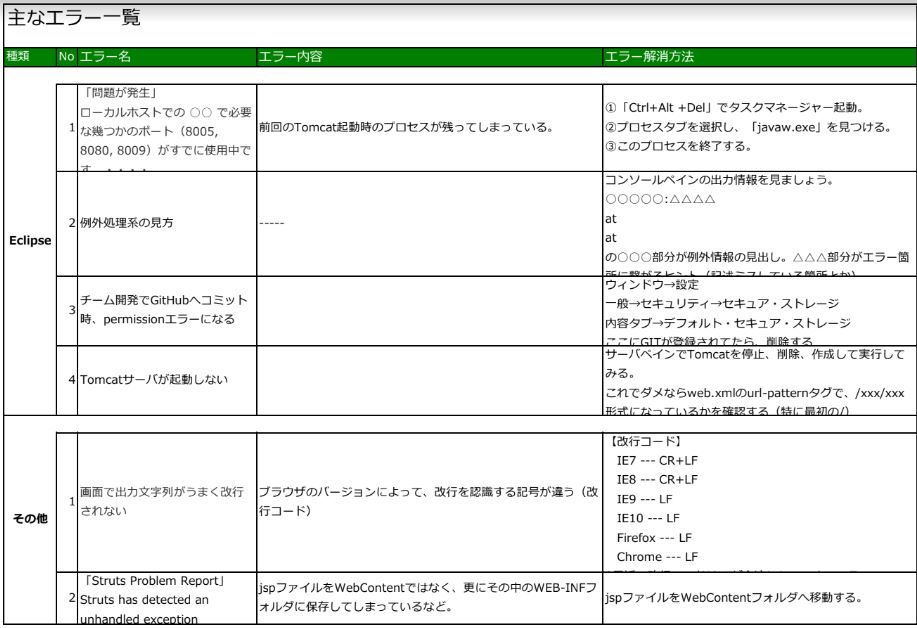 主なエラー一覧
種類 No エラー名 エラー内容 エラー解消方法
Eclipse
1
「問題が発生」
ローカルホストでの ○○ で必要
な幾つかのポート（8005,
8080, 8009）がすでに使用中で
す ・・・・
前回のTomcat起動時のプロセスが残ってしまっている。
①「Ctrl+Alt +Del」でタスクマネージャー起動。
②プロセスタブを選択し、「javaw.exe」を見つける。
③このプロセスを終了する。
2
例外処理系の見方
-----
コンソールペインの出力情報を見ましょう。
○○○○○:△△△△
at
at
の○○○部分が例外情報の見出し。△△△部分がエラー箇
所に繋がるヒント（記述ミスしている箇所とか）
3
チーム開発でGitHubへコミット
時、permissionエラーになる
ウィンドウ→設定
一般→セキュリティ→セキュア・ストレージ
内容タブ→デフォルト・セキュア・ストレージ
ここにGITが登録されてたら、削除する
4
Tomcatサーバが起動しない
サーバペインでTomcatを停止、削除、作成して実行して
みる。
これでダメならweb.xmlのurl-patternタグで、/xxx/xxx
形式になっているかを確認する（特に最初の/）
その他
1
画面で出力文字列がうまく改行
されない
ブラウザのバージョンによって、改行を認識する記号が違う（改
行コード）
【改行コード】
IE7 --- CR+LF
IE8 --- CR+LF
IE9 --- LF
IE10 --- LF
Firefox --- LF
Chrome --- LF
2
「Struts Problem Report」
Struts has detected an
unhandled exception
jspファイルをWebContentではなく、更にその中のWEB-INFフ
ォルダに保存してしまっているなど。
jspファイルをWebContentフォルダへ移動する。